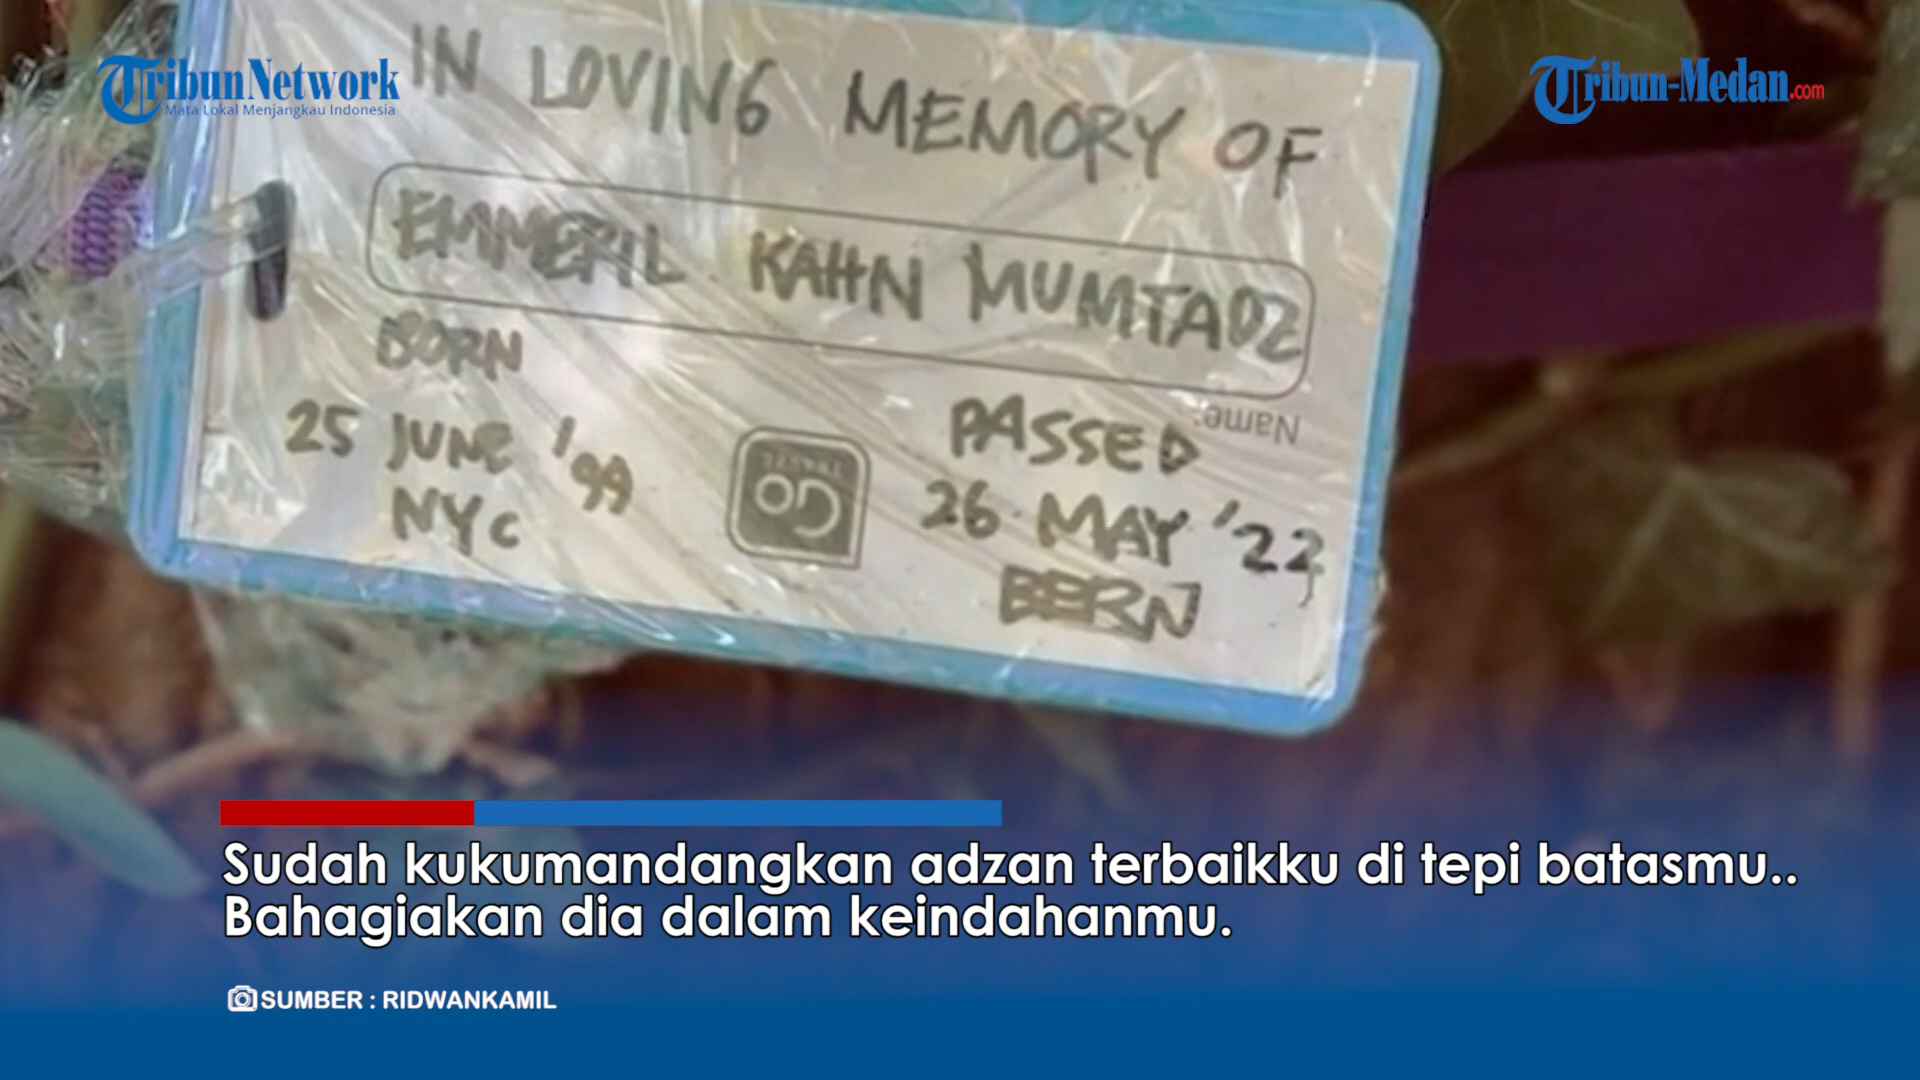 TribunNetwork
Mata Lokal Menjangkau Indonesia
Tribun-Medan.com
IN LOVING MEMORY OF
EMMERIL KAHN MUMTADZ
BORN
25 JUNE '99
NYC
Name:
GO
TRAVEL
PASSED
26 MAY '22
BERN
Sudah kukumandangkan adzan terbaikku di tepi batasmu..
Bahagiakan dia dalam keindahanmu.
SUMBER : RIDWANKAMIL